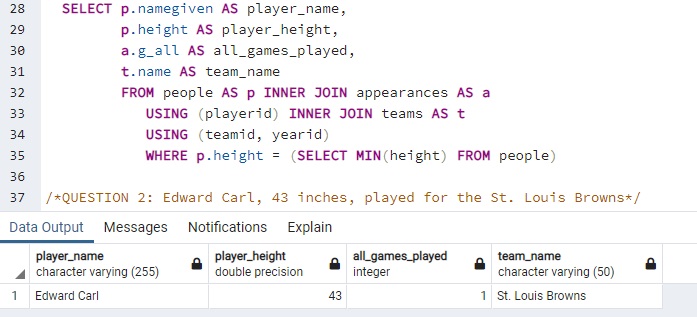 28 SELECT p.namegiven AS player_name,
29 p.height AS player_height,
30 a.g_all AS all_games_played,
31 t.name AS team_name
32 FROM people AS p INNER JOIN appearances AS a
33 USING (playerid) INNER JOIN teams AS t
34 USING (teamid, yearid)
35 WHERE p.height = (SELECT MIN(height) FROM people)
36
37 /*QUESTION 2: Edward Carl, 43 inches, played for the St. Louis Browns*/
Data Output Messages Notifications Explain
player_name player_height all_games_played team_name
character varying (255) double precision integer character varying (50)
1 Edward Carl 43 1 St. Louis Browns